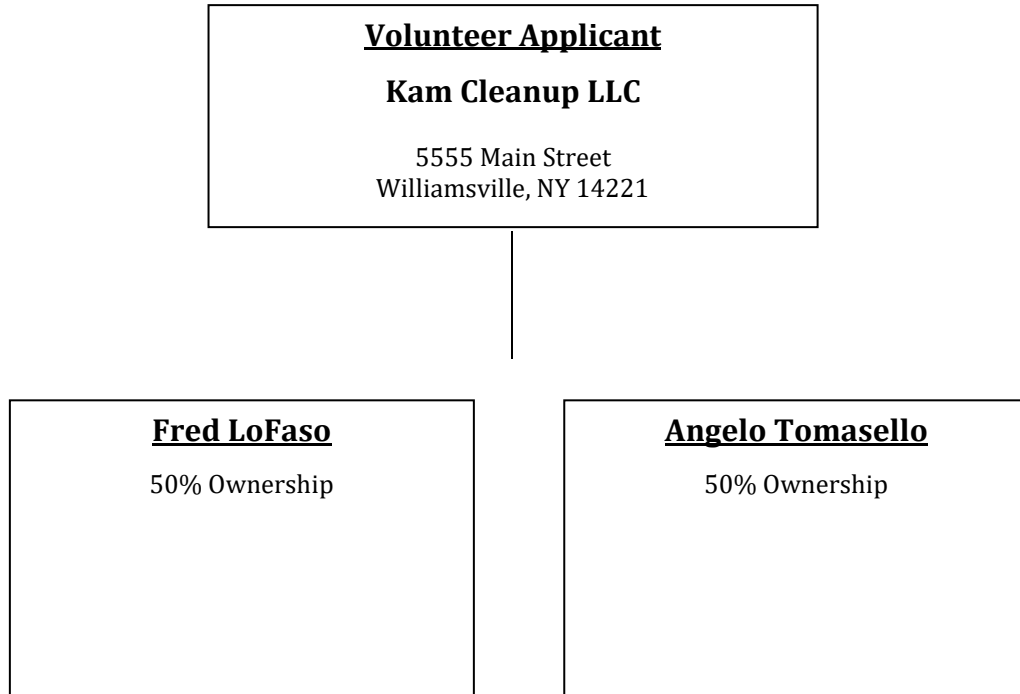 Volunteer Applicant
Kam Cleanup LLC
5555 Main Street
Williamsville, NY 14221
Fred LoFaso
50% Ownership
Angelo Tomasello
50% Ownership